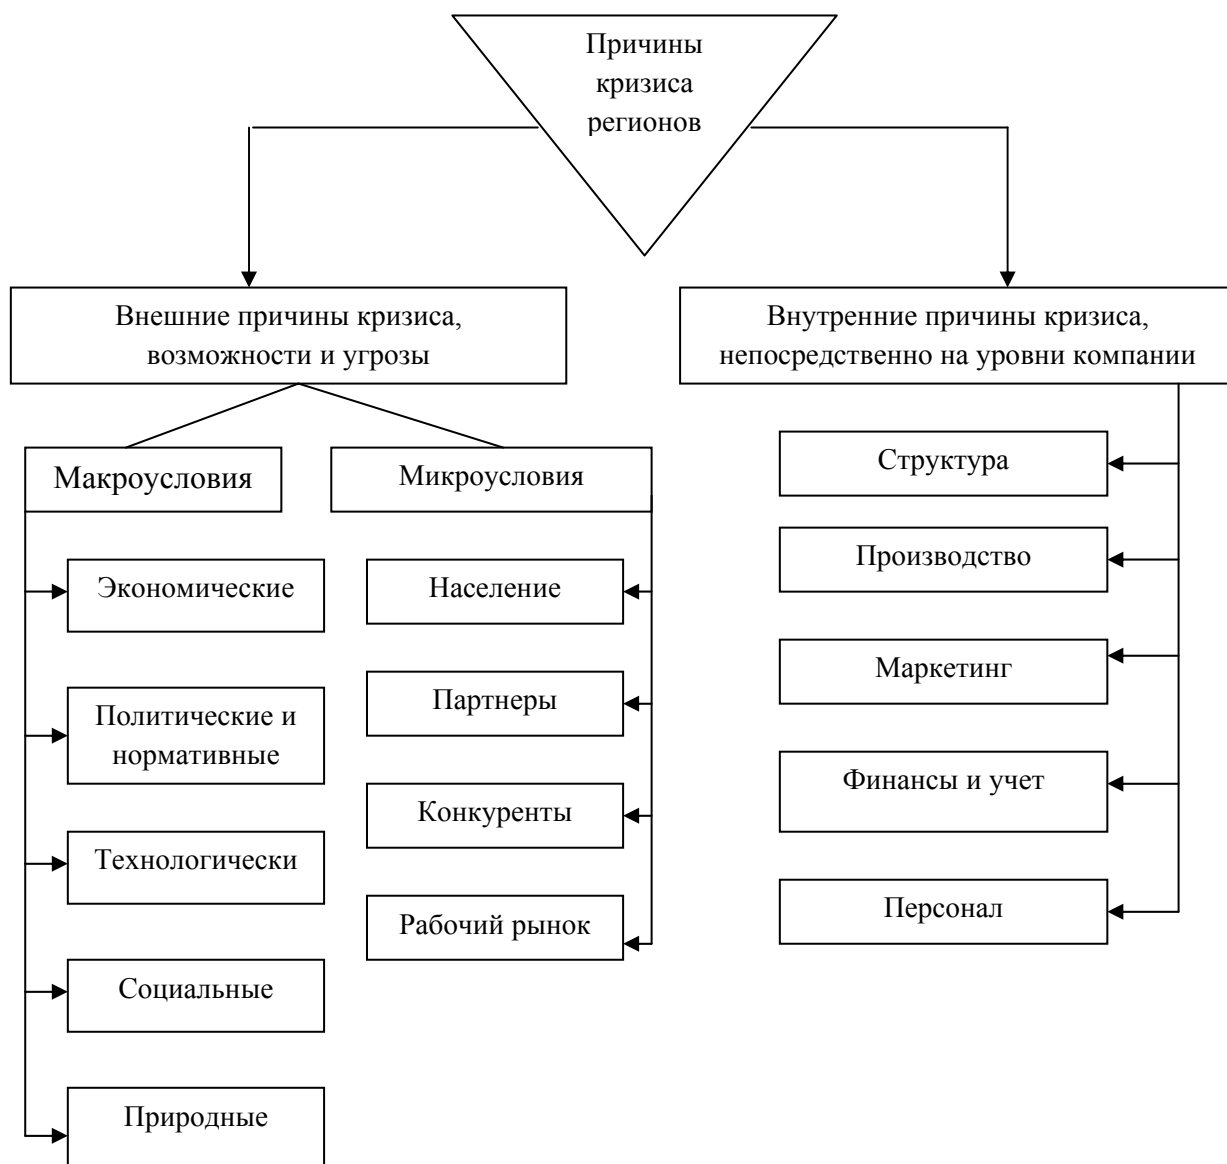 Причины
кризиса
регионов
Внешние причины кризиса,
возможности и угрозы
Внутренние причины кризиса,
непосредственно на уровни компании
Макроусловия
Микроусловия
Экономические
Политические и
нормативные
Технологически
Социальные
Природные
Население
Партнеры
Конкуренты
Рабочий рынок
Структура
Производство
Маркетинг
Финансы и учет
Персонал